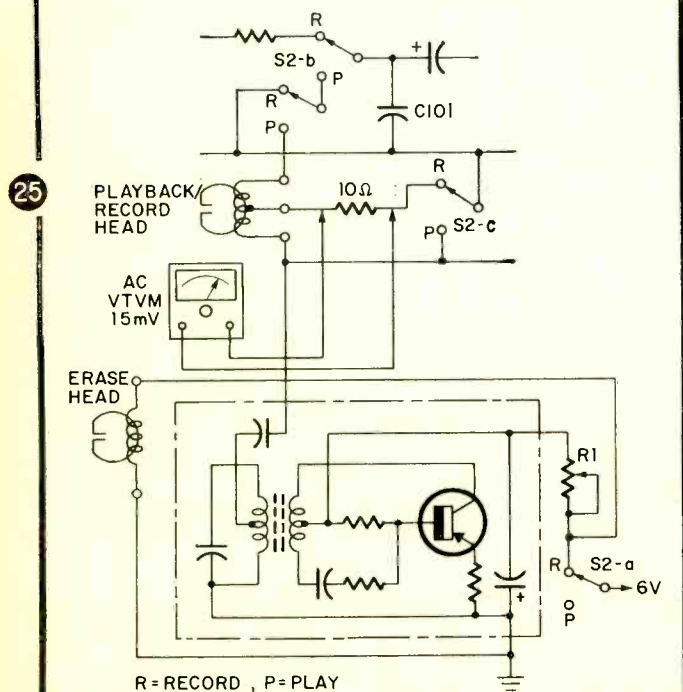 R
S2-b
+
P
R
C101
P
25
PLAYBACK/
RECORD
HEAD
10Ω
R
S2-c
P
AC
VTVM
15mV
ERASE
HEAD
R1
R
S2-a
6V
+
P
R=RECORD , P=PLAY